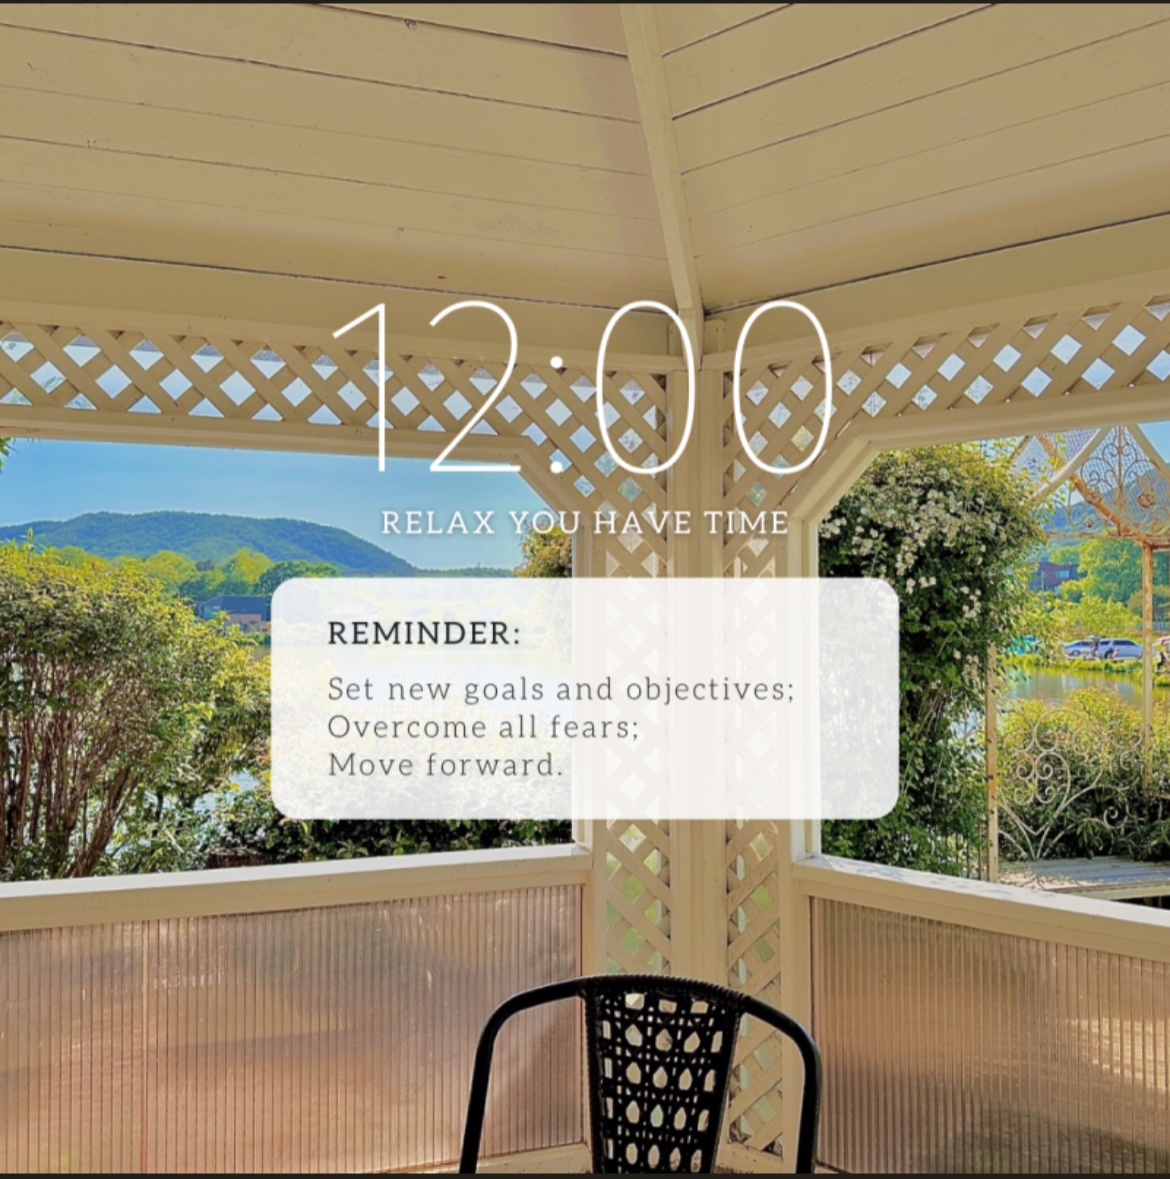 12:00
RELAX YOU HAVE TIME
REMINDER:
Set new goals and objectives;
Overcome all fears;
Move forward.